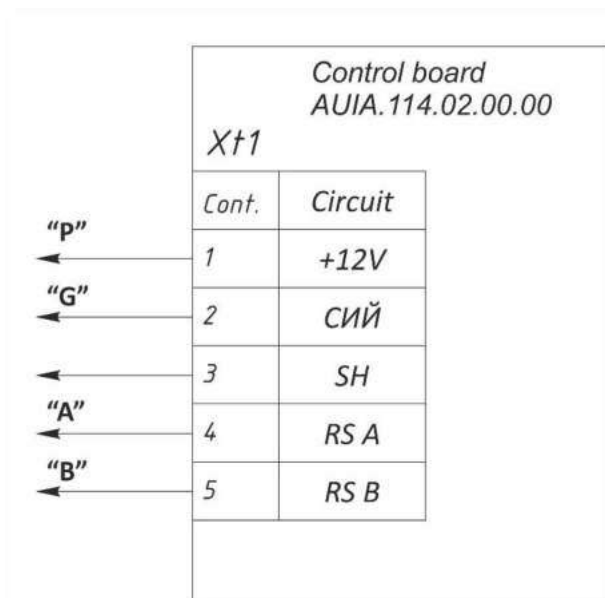 Control board
AUIA.114.02.00.00
Xt1
Cont. Circuit
“P” 1 +12V
“G” 2 СИЙ
3 SH
“A” 4 RS A
“B” 5 RS B